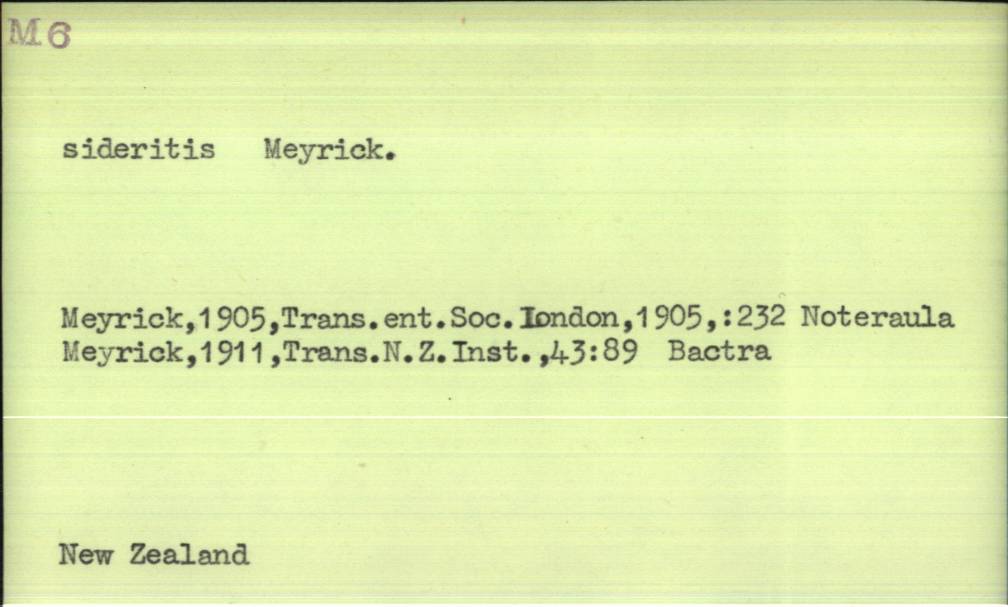 M6
sideritis Meyrick.
Meyrick,1905,Trans.ent.Soc.London,1905,:232 Noteraula
Meyrick,1911,Trans.N.Z.Inst.,43:89 Bactra
New Zealand